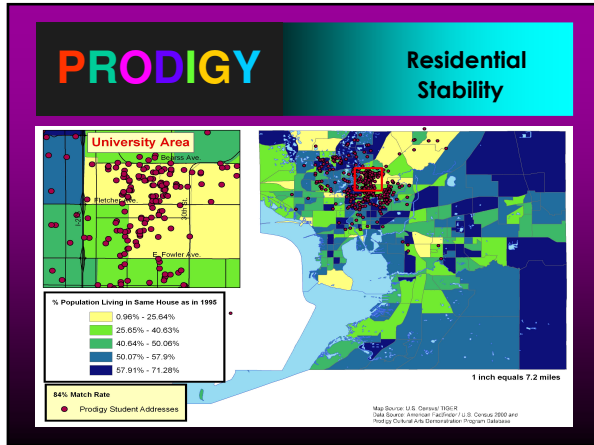 PRODIGY
Residential
Stability
University Area
Bearss Ave.
Fletcher Ave.
I-2
30th St.
E. Fowler Ave.
% Population Living in Same House as in 1995
0.96% - 25.64%
25.65% - 40.63%
40.64% - 50.06%
50.07% - 57.9%
57.91% - 71.28%
84% Match Rate
Prodigy Student Addresses
1 inch equals 7.2 miles
Map Source: U.S. Census/ TIGER
Data Source: American Factfinder / U.S. Census 2000 and
Prodigy Cultural Arts Demonstration Program Database